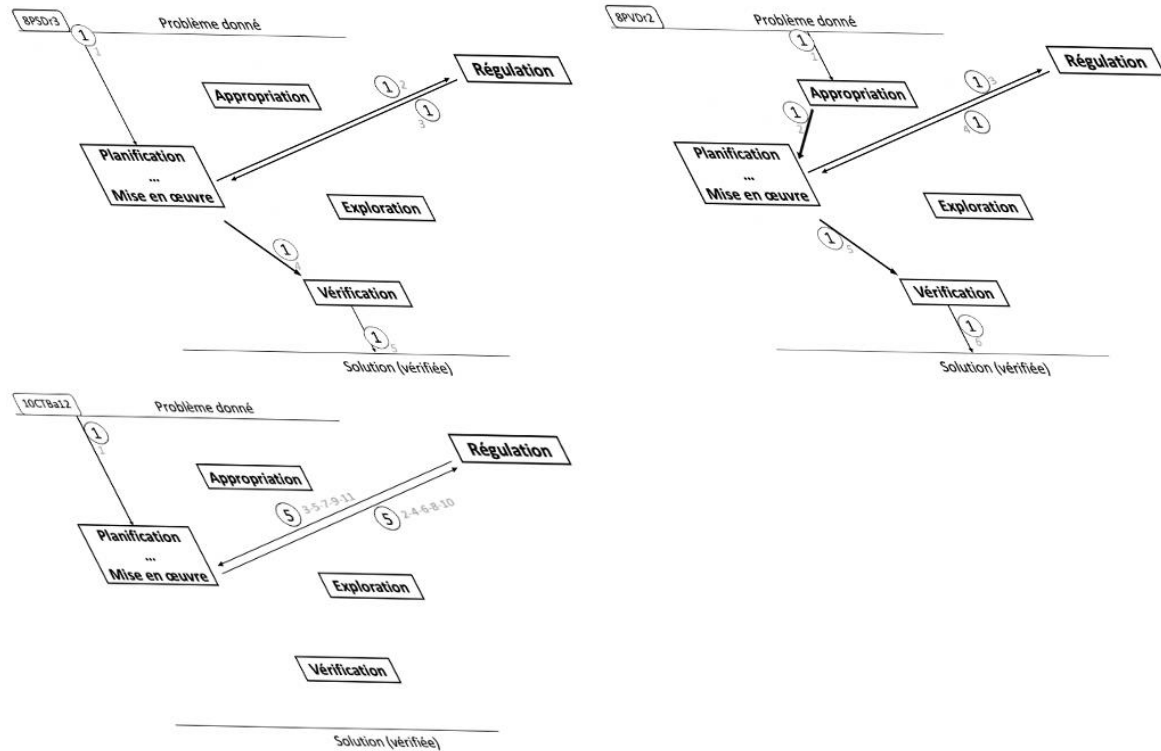 8PSDr3
Problème donné
1
1
Régulation
1
2
Appropriation
1
3
Planification
...
Mise en œuvre
Exploration
1
4
Vérification
1
5
Solution (vérifiée)
8PVDr2
Problème donné
1
1
Régulation
Appropriation
1
3
1
2
1
4
Planification
...
Mise en œuvre
Exploration
1
5
Vérification
1
6
Solution (vérifiée)
10CTBa12
Problème donné
1
1
Régulation
Appropriation
5
3-5-7-9-11
5
2-4-6-8-10
Planification
...
Mise en œuvre
Exploration
Vérification
Solution (vérifiée)